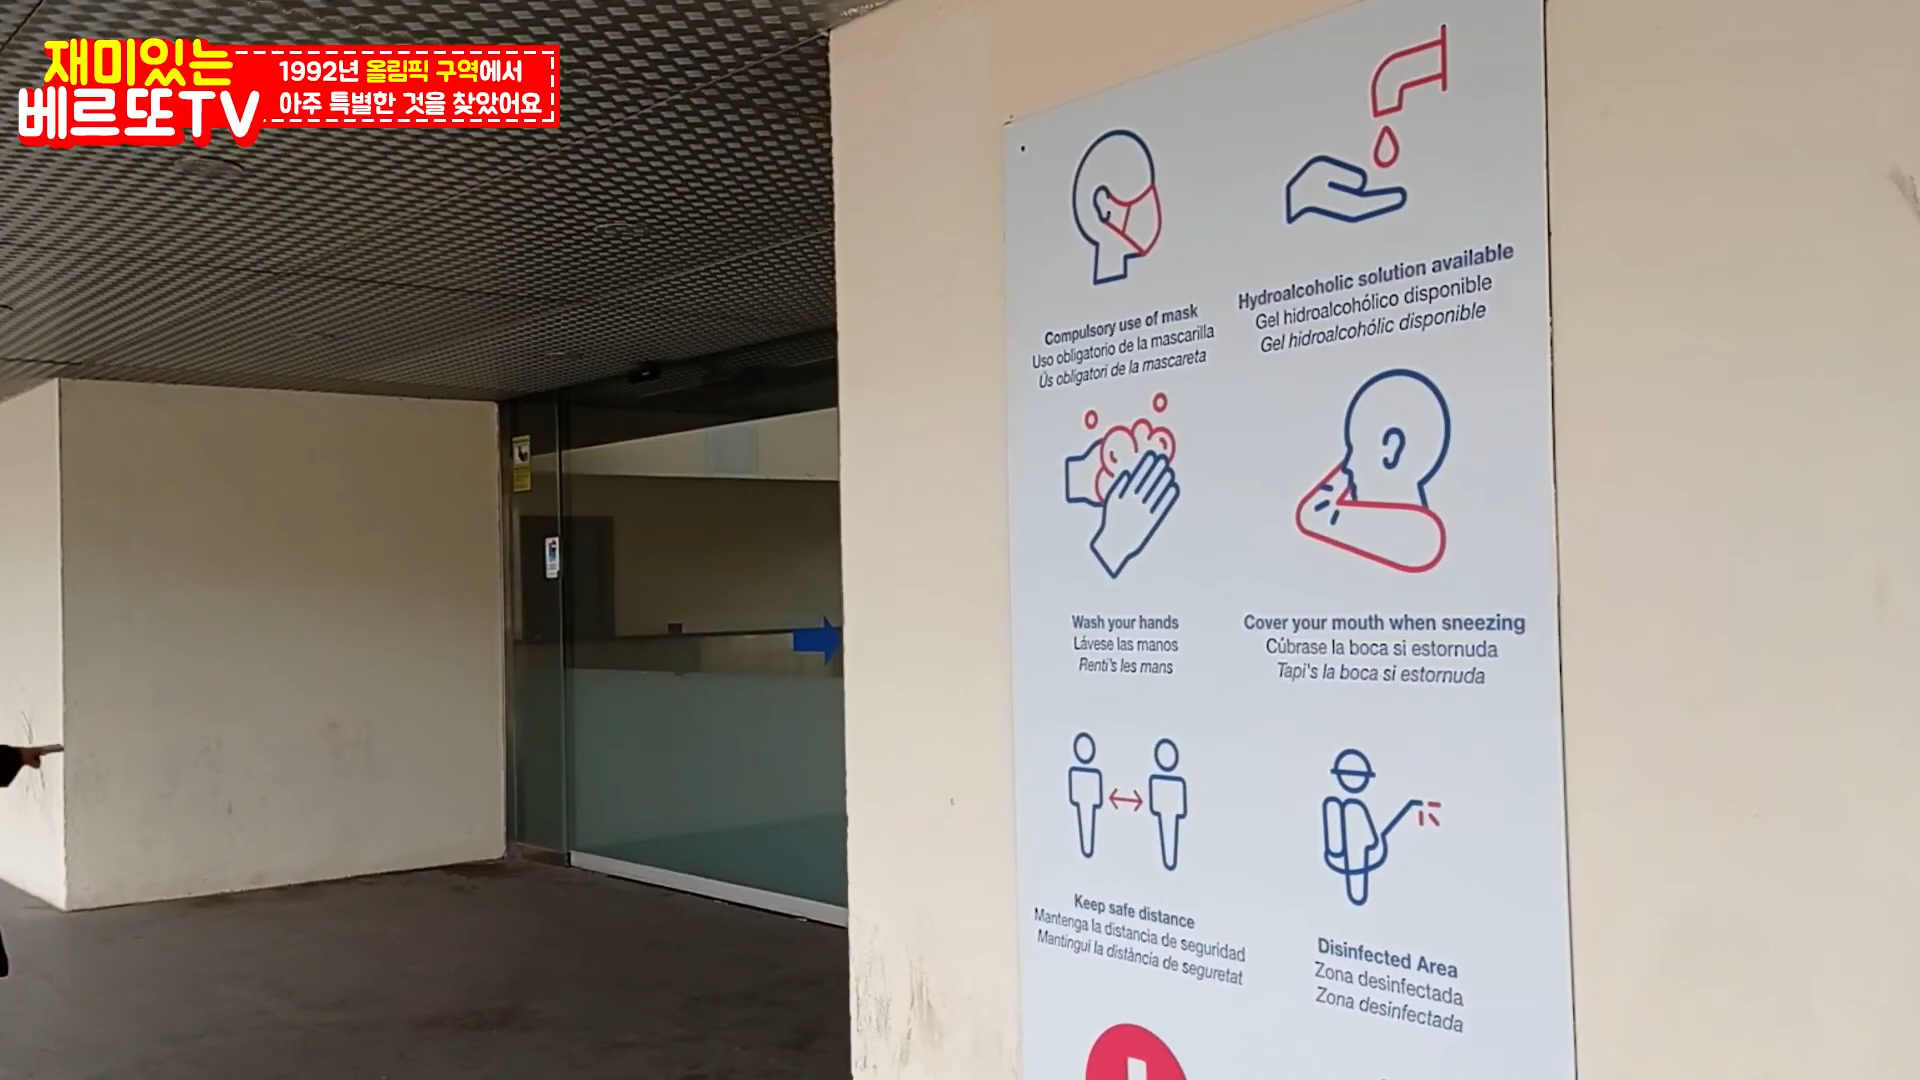 재미있는
베르또TV
1992년 올림픽 구역에서
아주 특별한 것을 찾았어요
Compulsory use of mask
Uso obligatorio de la mascarilla
Ús obligatori de la mascareta
Hydroalcoholic solution available
Gel hidroalcohólico disponible
Gel hidroalcohólic disponible
Wash your hands
Lávese las manos
Renti's les mans
Cover your mouth when sneezing
Cúbrase la boca si estornuda
Tapi's la boca si estornuda
Keep safe distance
Mantenga la distancia de seguridad
Mantingui la distància de seguretat
Disinfected Area
Zona desinfectada
Zona desinfectada